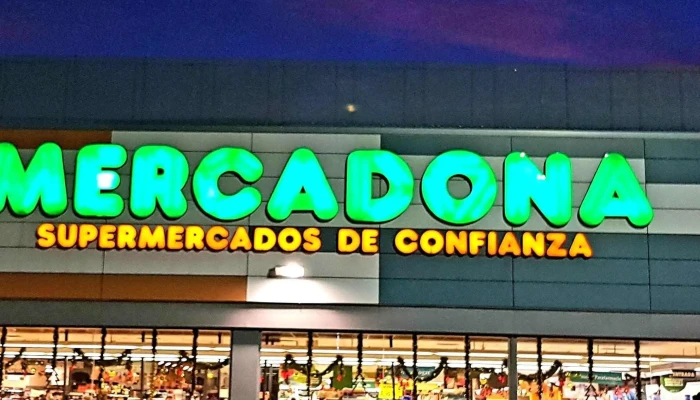 MERCADONA
SUPERMERCADOS DE CONFIANZA